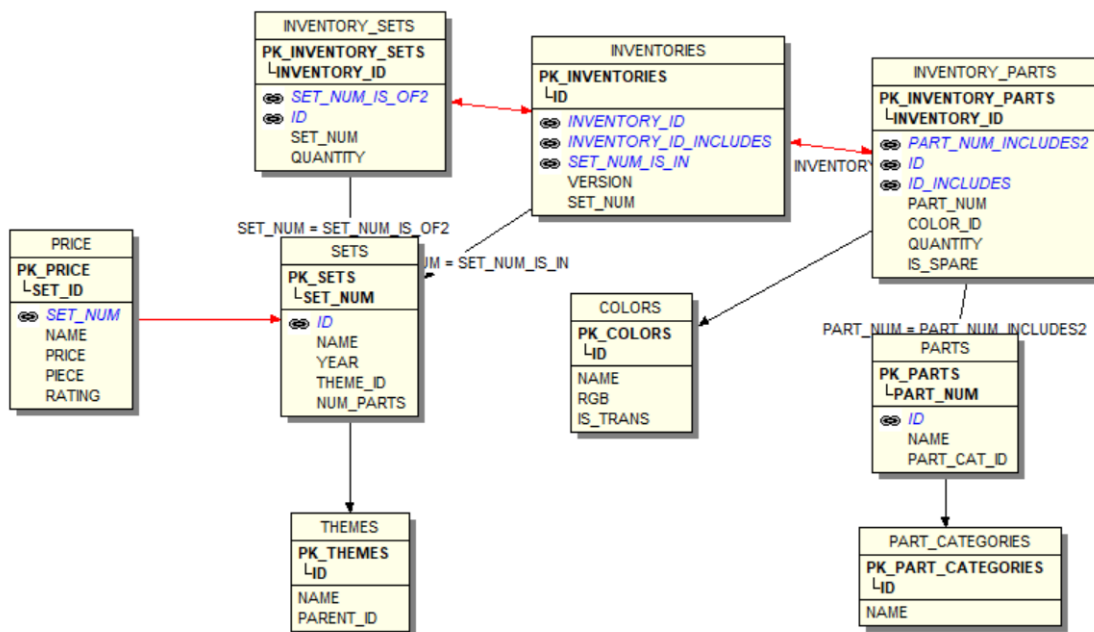 INVENTORY_SETS
PK_INVENTORY_SETS
INVENTORY_ID
SET_NUM_IS_OF2
ID
SET_NUM
QUANTITY
INVENTORIES
PK_INVENTORIES
ID
INVENTORY_ID
INVENTORY_ID_INCLUDES
SET_NUM_IS_IN
VERSION
SET_NUM
INVENTORY_PARTS
PK_INVENTORY_PARTS
INVENTORY_ID
PART_NUM_INCLUDES2
ID
ID_INCLUDES
PART_NUM
COLOR_ID
QUANTITY
IS_SPARE
INVENTORY
SET_NUM = SET_NUM_IS_OF2
UM = SET_NUM_IS_IN
PRICE
PK_PRICE
SET_ID
SET_NUM
NAME
PRICE
PIECE
RATING
SETS
PK_SETS
SET_NUM
ID
NAME
YEAR
THEME_ID
NUM_PARTS
COLORS
PK_COLORS
ID
NAME
RGB
IS_TRANS
PART_NUM = PART_NUM_INCLUDES2
PARTS
PK_PARTS
PART_NUM
ID
NAME
PART_CAT_ID
THEMES
PK_THEMES
ID
NAME
PARENT_ID
PART_CATEGORIES
PK_PART_CATEGORIES
ID
NAME